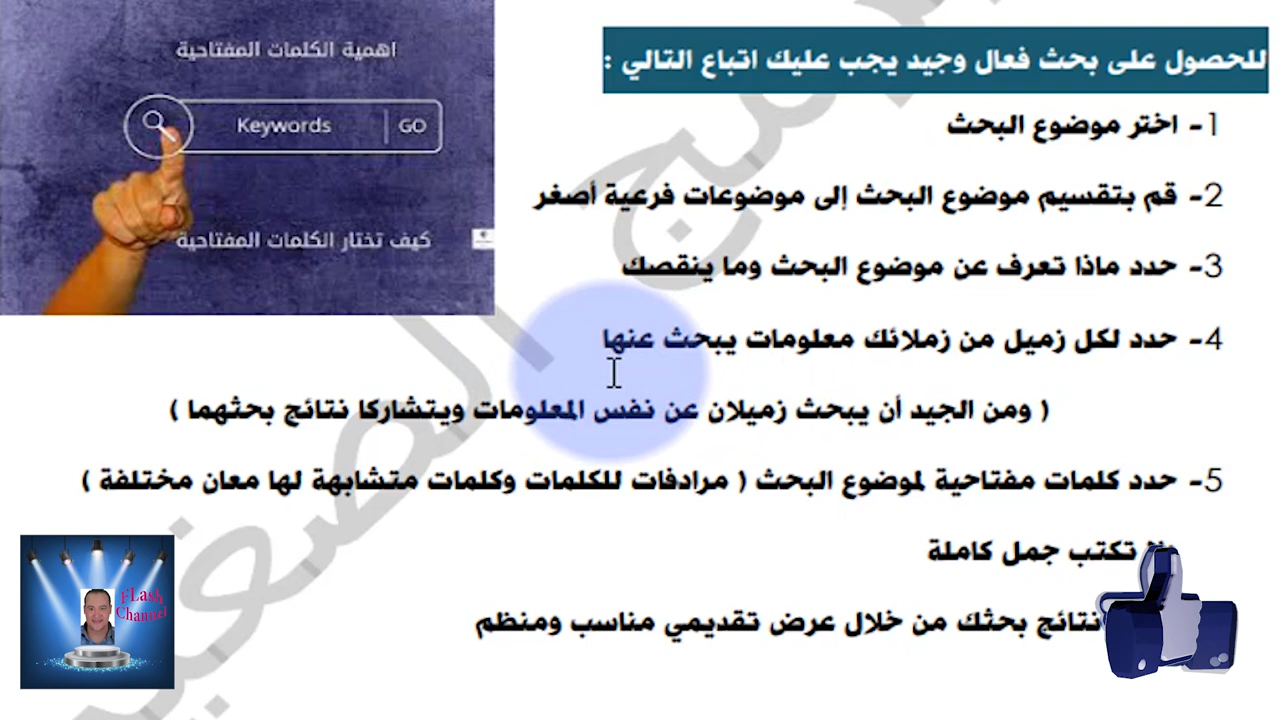 للحصول على بحث فعال وجيد يجب عليك اتباع التالي :
1- اختر موضوع البحث
2- قم بتقسيم موضوع البحث إلى موضوعات فرعية أصغر
3- حدد ماذا تعرف عن موضوع البحث وما ينقصك
4- حدد لكل زميل من زملائك معلومات يبحث عنها
( ومن الجيد أن يبحث زميلان عن نفس المعلومات ويتشاركا نتائج بحثهما )
5- حدد كلمات مفتاحية لموضوع البحث ( مرادفات للكلمات وكلمات متشابهة لها معان مختلفة )
تكتب جمل كاملة
نتائج بحثك من خلال عرض تقديمي مناسب ومنظم
اهمية الكلمات المفتاحية
Keywords GO
كيف تختار الكلمات المفتاحية
FLash
Channel